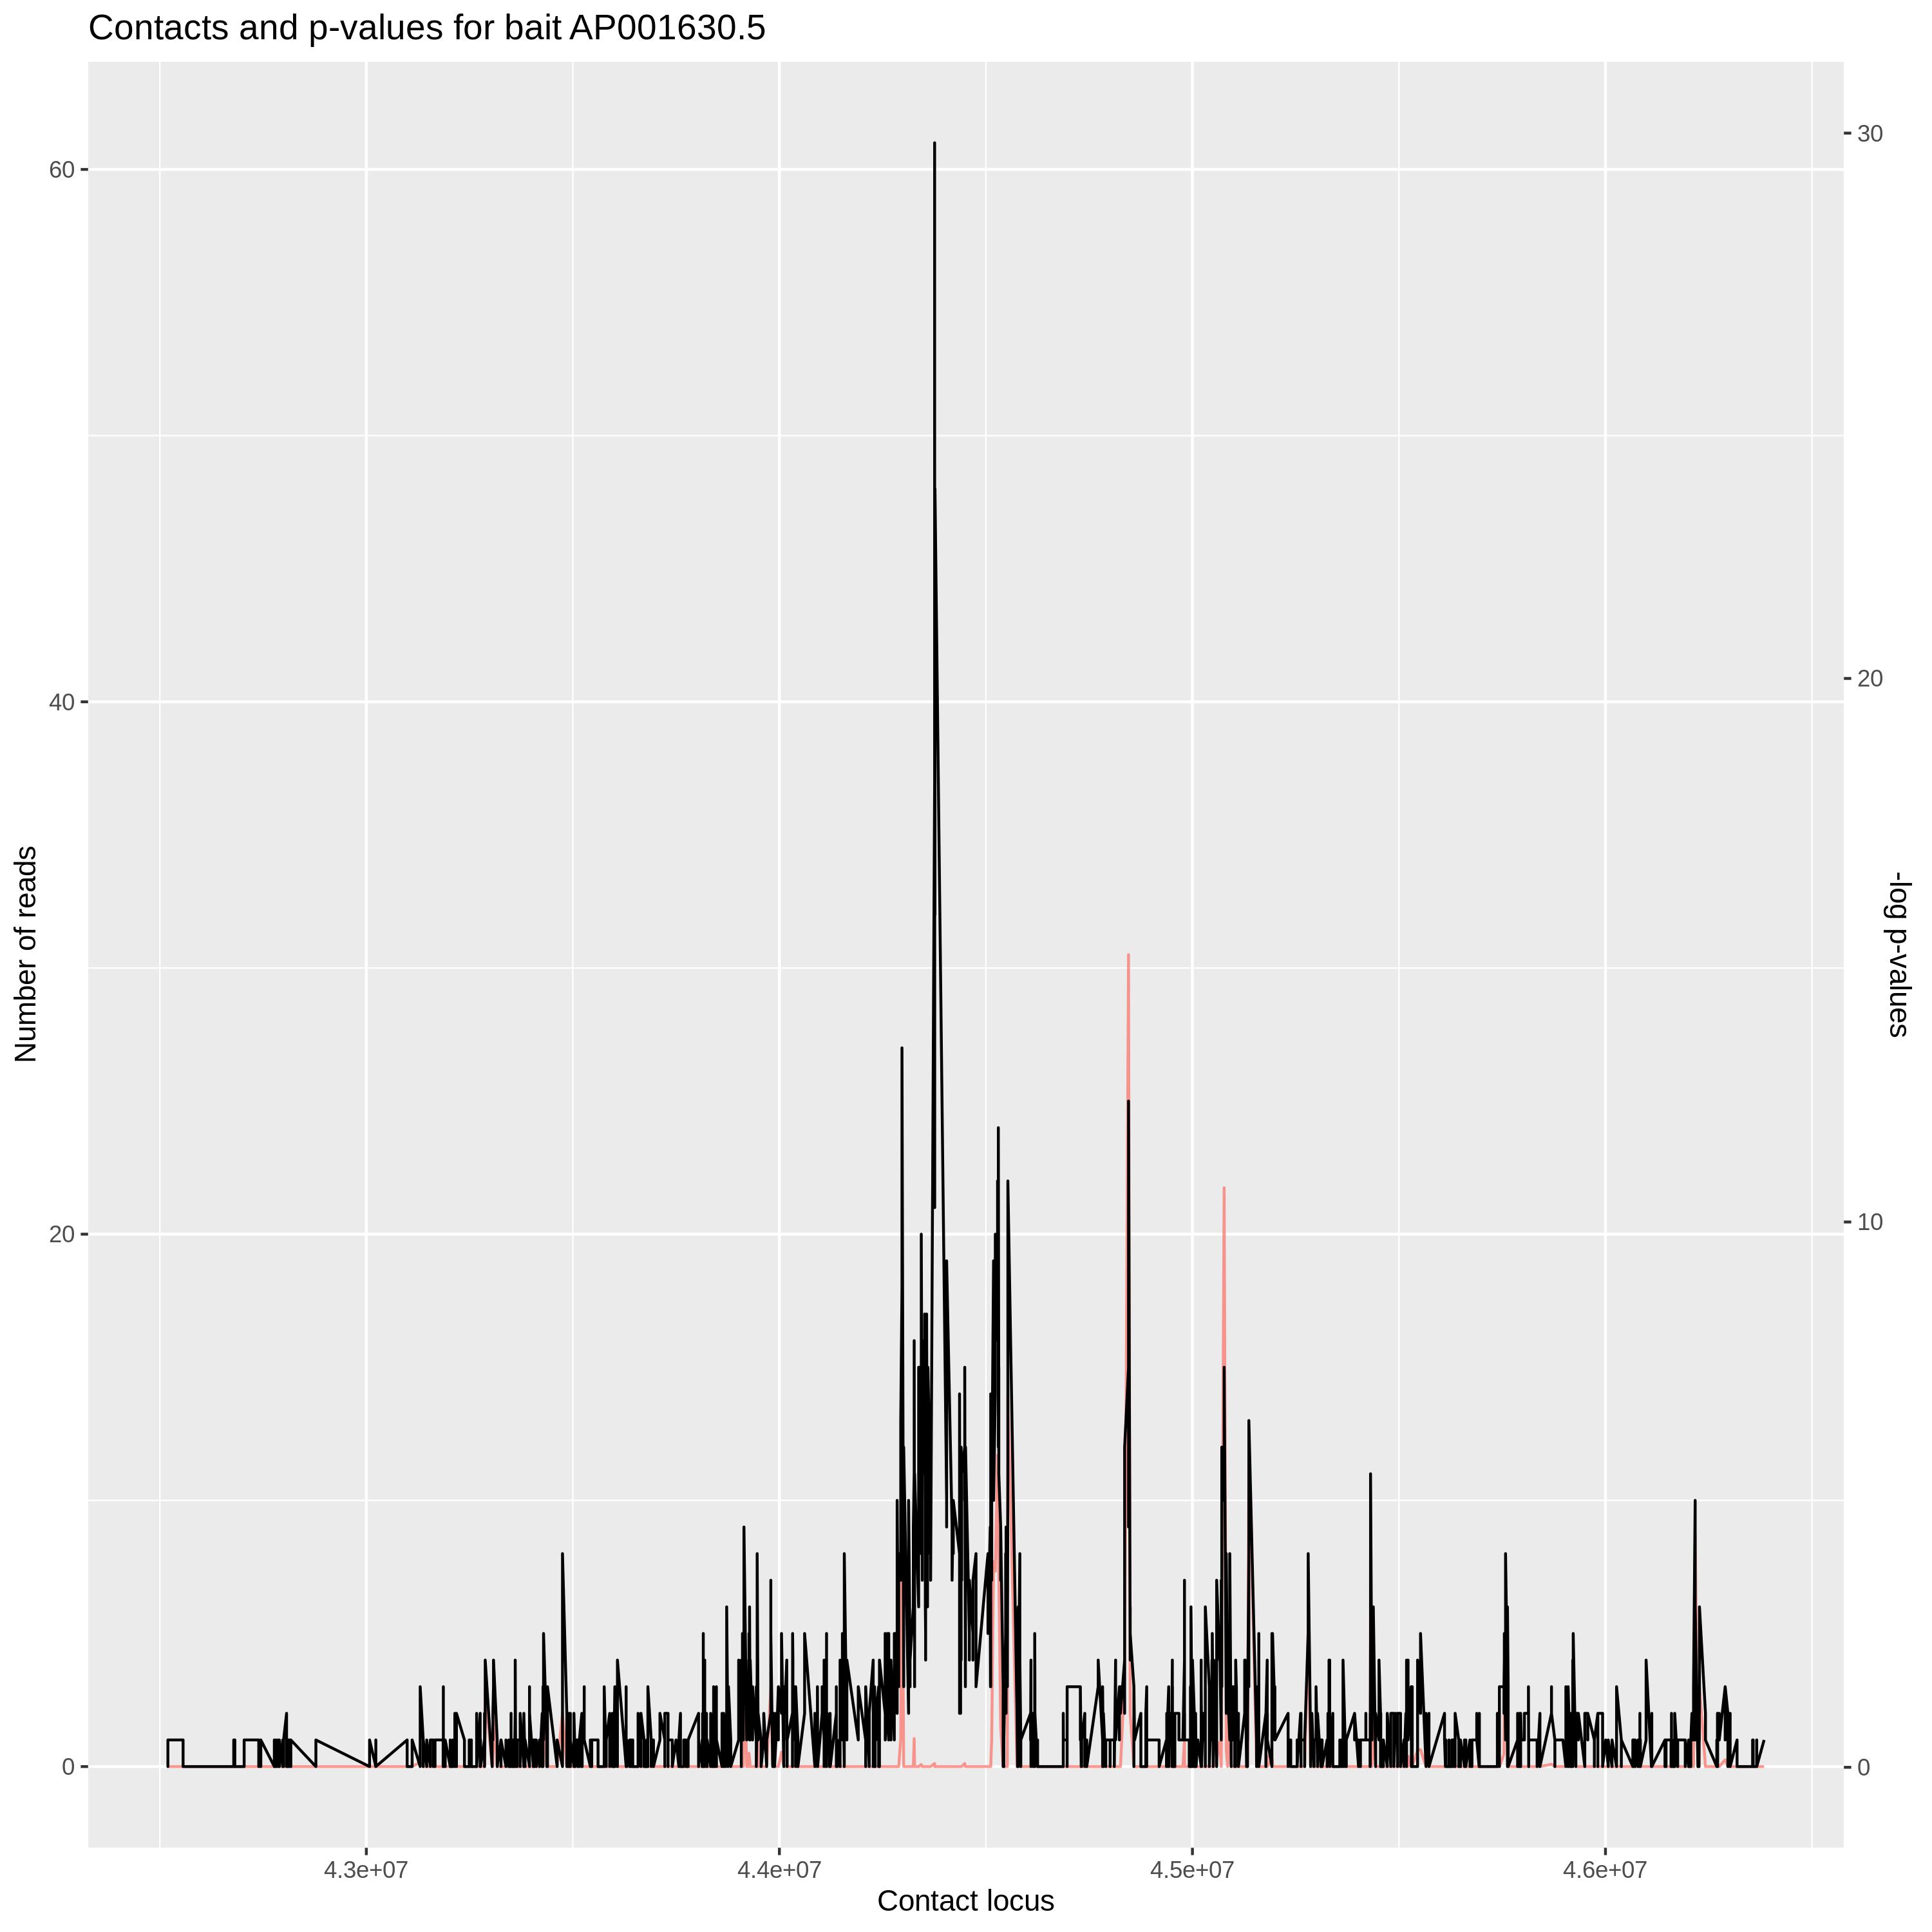 Contacts and p-values for bait AP001630.5
60
40
20
0
Number of reads
30
20
10
0
-log p-values
4.3e+07 4.4e+07 4.5e+07 4.6e+07
Contact locus